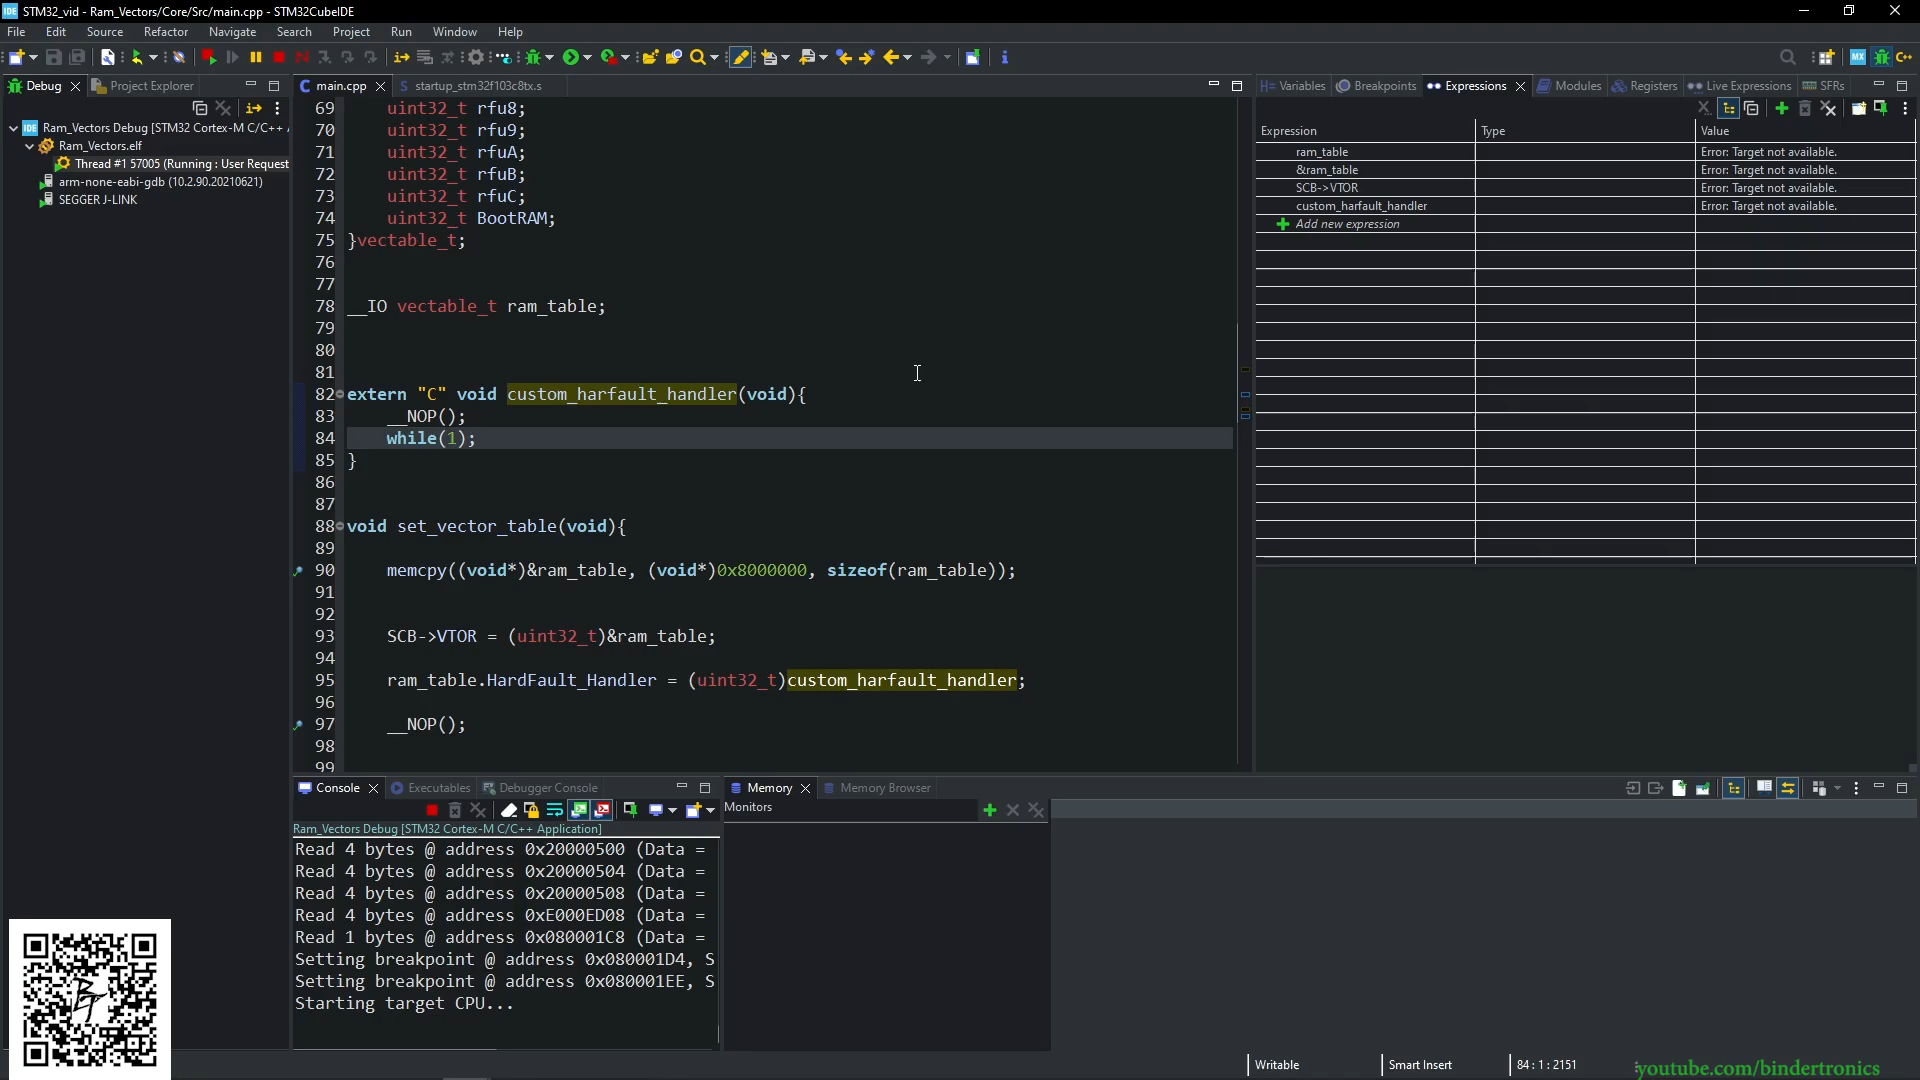 STM32_vid - Ram_Vectors/Core/Src/main.cpp - STM32CubeIDE
File Edit Source Refactor Navigate Search Project Run Window Help
Debug Project Explorer
Ram_Vectors Debug [STM32 Cortex-M C/C++
Ram_Vectors.elf
Thread #1 57005 (Running : User Request
arm-none-eabi-gdb (10.2.90.20210621)
SEGGER J-LINK
main.cpp startup_stm32f103c8tx.s
69 uint32_t rfu8;
70 uint32_t rfu9;
71 uint32_t rfuA;
72 uint32_t rfuB;
73 uint32_t rfuC;
74 uint32_t BootRAM;
75 }vectable_t;
76
77
78 __IO vectable_t ram_table;
79
80
81
82 extern "C" void custom_harfault_handler(void){
83 __NOP();
84 while(1);
85 }
86
87
88 void set_vector_table(void){
89
90 memcpy((void*)&ram_table, (void*)0x8000000, sizeof(ram_table));
91
92
93 SCB->VTOR = (uint32_t)&ram_table;
94
95 ram_table.HardFault_Handler = (uint32_t)custom_harfault_handler;
96
97 __NOP();
98
99
Variables Breakpoints Expressions Modules Registers Live Expressions SFRs
Expression Type Value
ram_table Error: Target not available.
&ram_table Error: Target not available.
SCB->VTOR Error: Target not available.
custom_harfault_handler Error: Target not available.
Add new expression
Console Executables Debugger Console
Ram_Vectors Debug [STM32 Cortex-M C/C++ Application]
Read 4 bytes @ address 0x20000500 (Data =
Read 4 bytes @ address 0x20000504 (Data =
Read 4 bytes @ address 0x20000508 (Data =
Read 4 bytes @ address 0xE000ED08 (Data =
Read 1 bytes @ address 0x080001C8 (Data =
Setting breakpoint @ address 0x080001D4, S
Setting breakpoint @ address 0x080001EE, S
Starting target CPU...
Memory Memory Browser
Monitors
Writable Smart Insert 84 : 1 : 2151
youtube.com/bindertronics